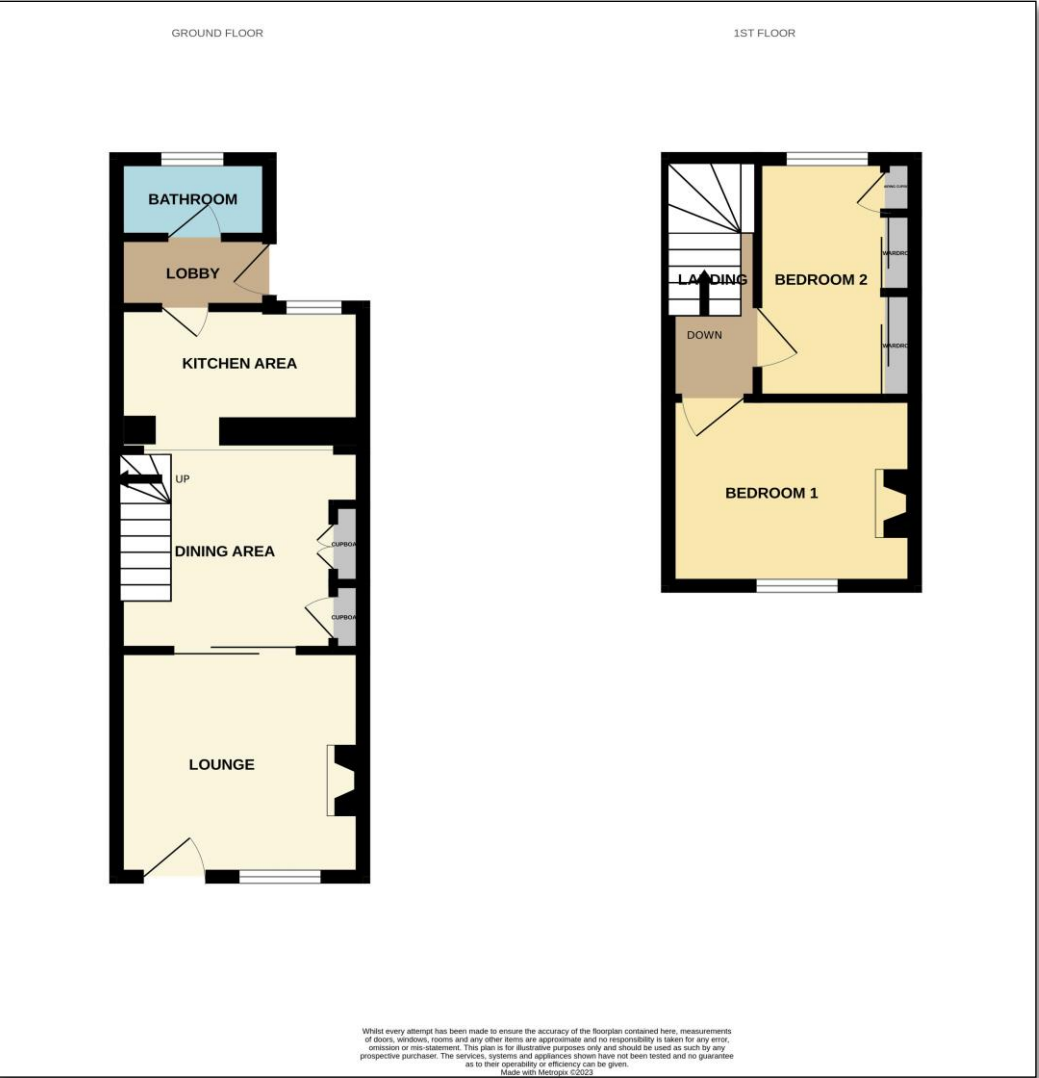 GROUND FLOOR
1ST FLOOR
BATHROOM
LOBBY
KITCHEN AREA
UP
DINING AREA
CUPBOA
CUPBOA
LOUNGE
LANDING
DOWN
BEDROOM 2
WARDRO
WARDRO
BEDROOM 1
Whilst every attempt has been made to ensure the accuracy of the floorplan contained here, measurements
of doors, windows, rooms and any other items are approximate and no responsibility is taken for any error,
omission or mis-statement. This plan is for illustrative purposes only and should be used as such by any
prospective purchaser. The services, systems and appliances shown have not been tested and no guarantee
as to their operability or efficiency can be given.
Made with Metropix ©2023